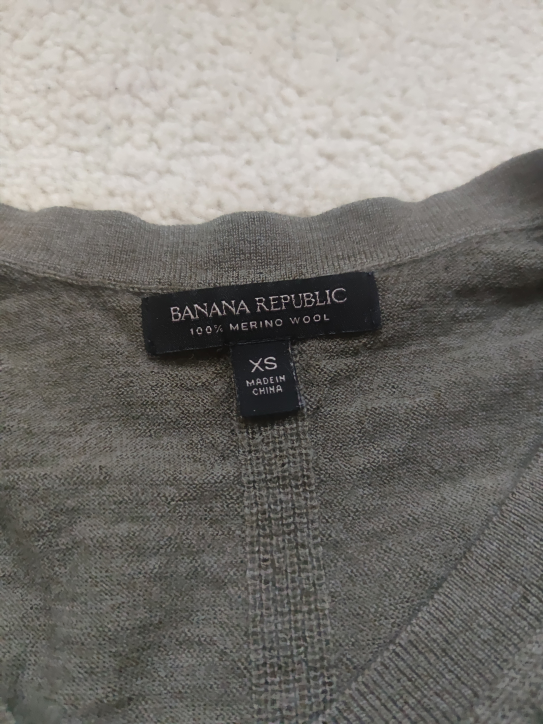 BANANA REPUBLIC
100% MERINO WOOL
XS
MADE IN
CHINA